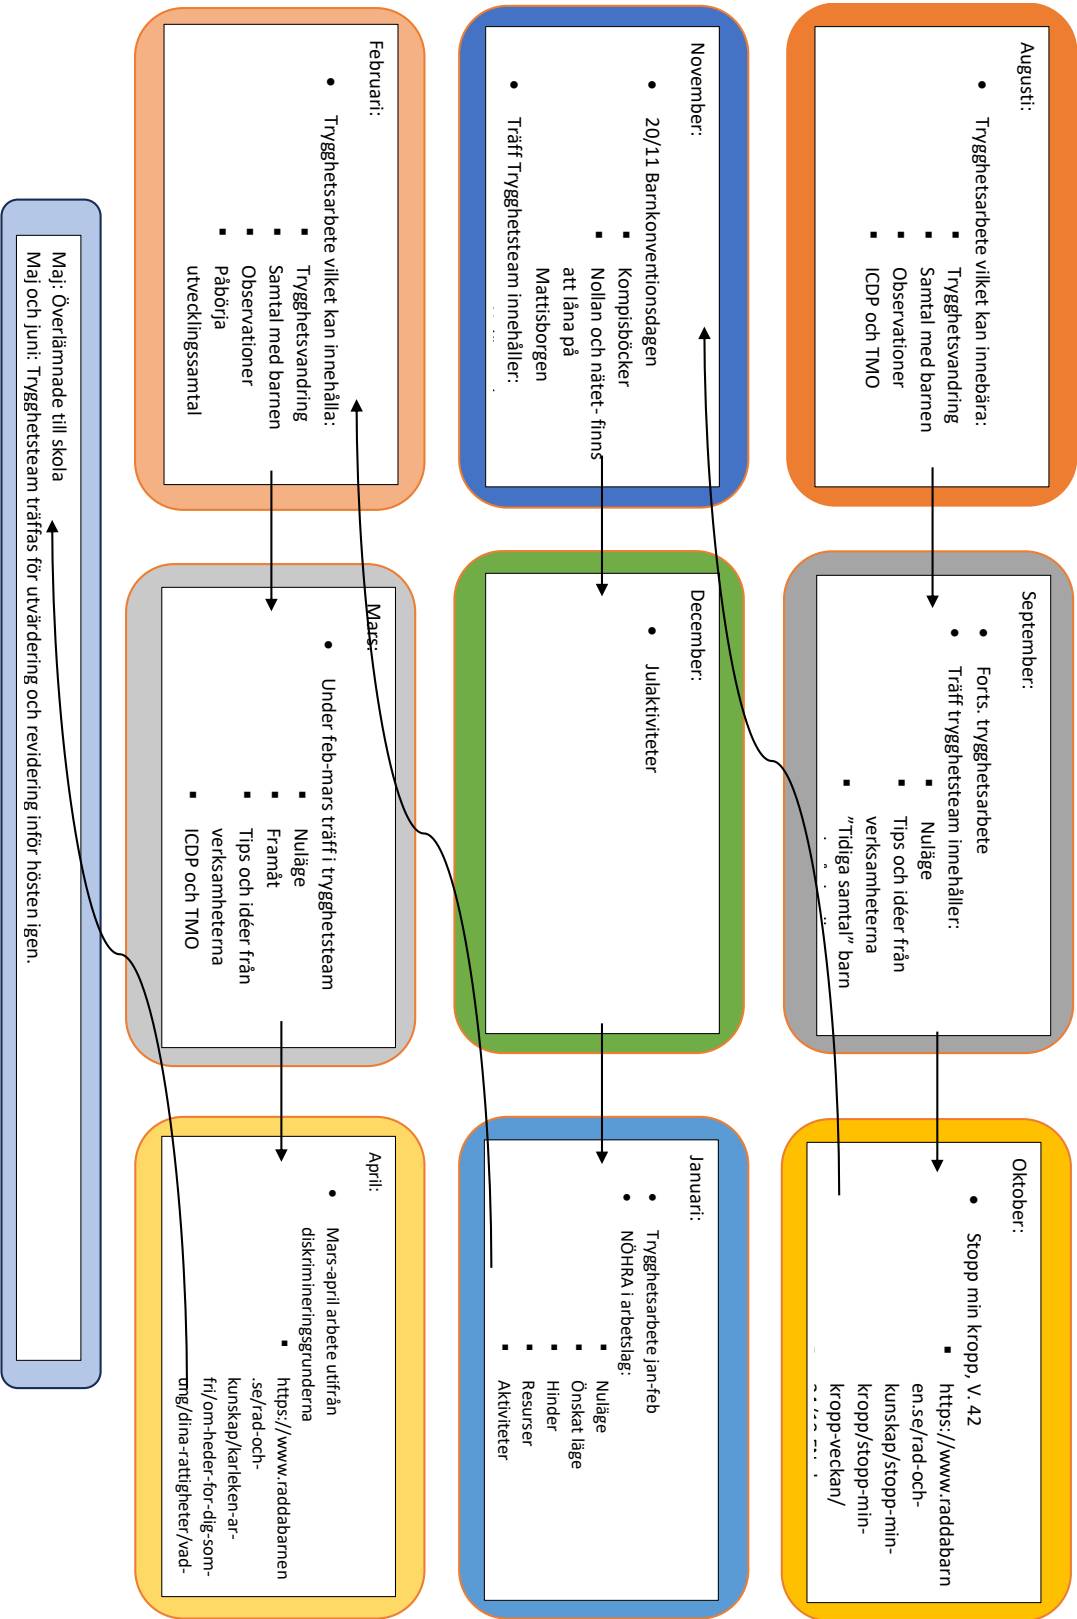 Augusti:
• Trygghetsarbete vilket kan innebära:
▪ Trygghetsvandring
▪ Samtal med barnen
▪ Observationer
▪ ICDP och TMO
September:
• Forts. trygghetsarbete
• Träff trygghetsteam innehåller:
▪ Nuläge
▪ Tips och idéer från
verksamheterna
▪ ”Tidiga samtal” barn
Oktober:
• Stopp min kropp, V. 42
▪ https://www.raddabarn
en.se/rad-och-
kunskap/stopp-min-
kropp/stopp-min-
kropp-veckan/
November:
• 20/11 Barnkonventionsdagen
▪ Kompisböcker
▪ Nollan och nätet- finns
att låna på
Mattisborgen
• Träff Trygghetsteam innehåller:
December:
• Julaktiviteter
Januari:
• Trygghetsarbete jan-feb
• NÖHRA i arbetslag:
▪ Nuläge
▪ Önskat läge
▪ Hinder
▪ Resurser
▪ Aktiviteter
Februari:
• Trygghetsarbete vilket kan innehålla:
▪ Trygghetsvandring
▪ Samtal med barnen
▪ Observationer
▪ Påbörja
utvecklingssamtal
Mars:
• Under feb-mars träff i trygghetsteam
▪ Nuläge
▪ Framåt
▪ Tips och idéer från
verksamheterna
▪ ICDP och TMO
April:
• Mars-april arbete utifrån
diskrimineringsgrunderna
▪ https://www.raddabarnen
.se/rad-och-
kunskap/karleken-ar-
fri/om-heder-for-dig-som-
ung/dina-rattigheter/vad-
Maj: Överlämnade till skola
Maj och juni: Trygghetsteam träffas för utvärdering och revidering inför hösten igen.